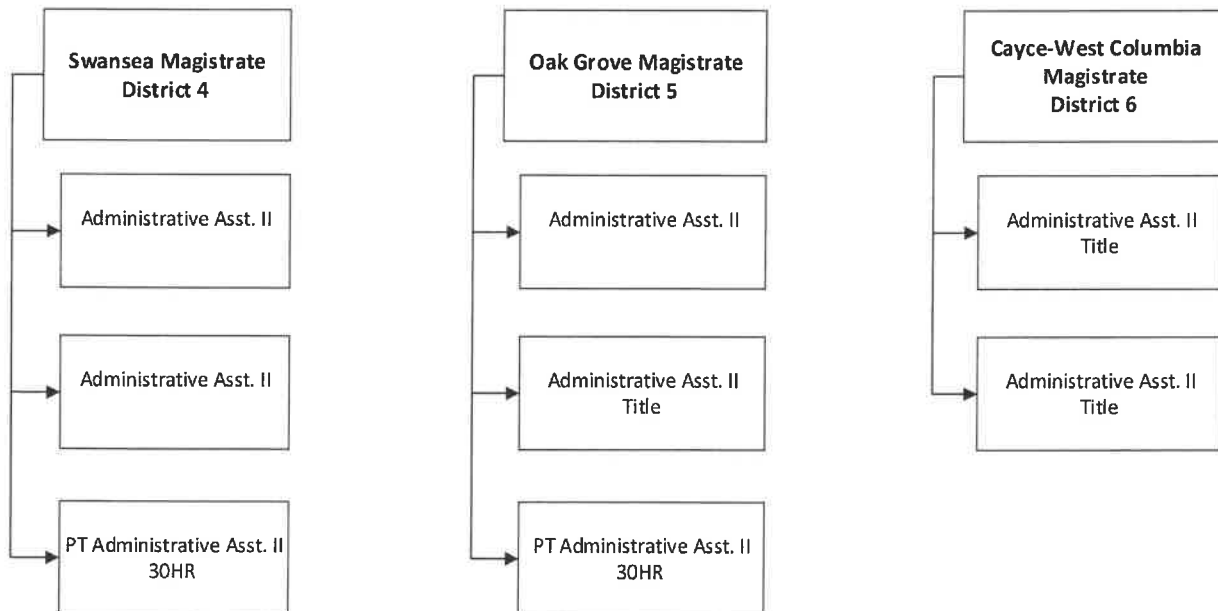 Swansea Magistrate
District 4
Administrative Asst. II
Administrative Asst. II
PT Administrative Asst. II
30HR
Oak Grove Magistrate
District 5
Administrative Asst. II
Administrative Asst. II
Title
PT Administrative Asst. II
30HR
Cayce-West Columbia
Magistrate
District 6
Administrative Asst. II
Title
Administrative Asst. II
Title